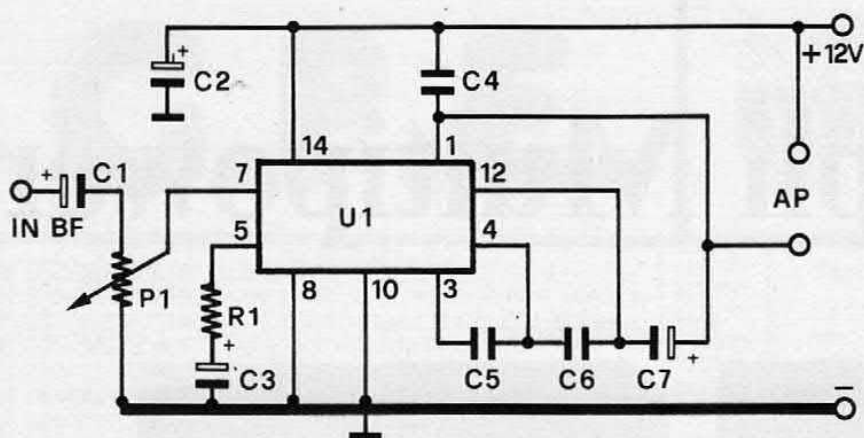 +
C2
C4
+12V
14
1
+
C1
7
12
IN BF
U1
AP
5
4
P1
8
10
3
R1
+
C3
C5
C6
C7
+
−